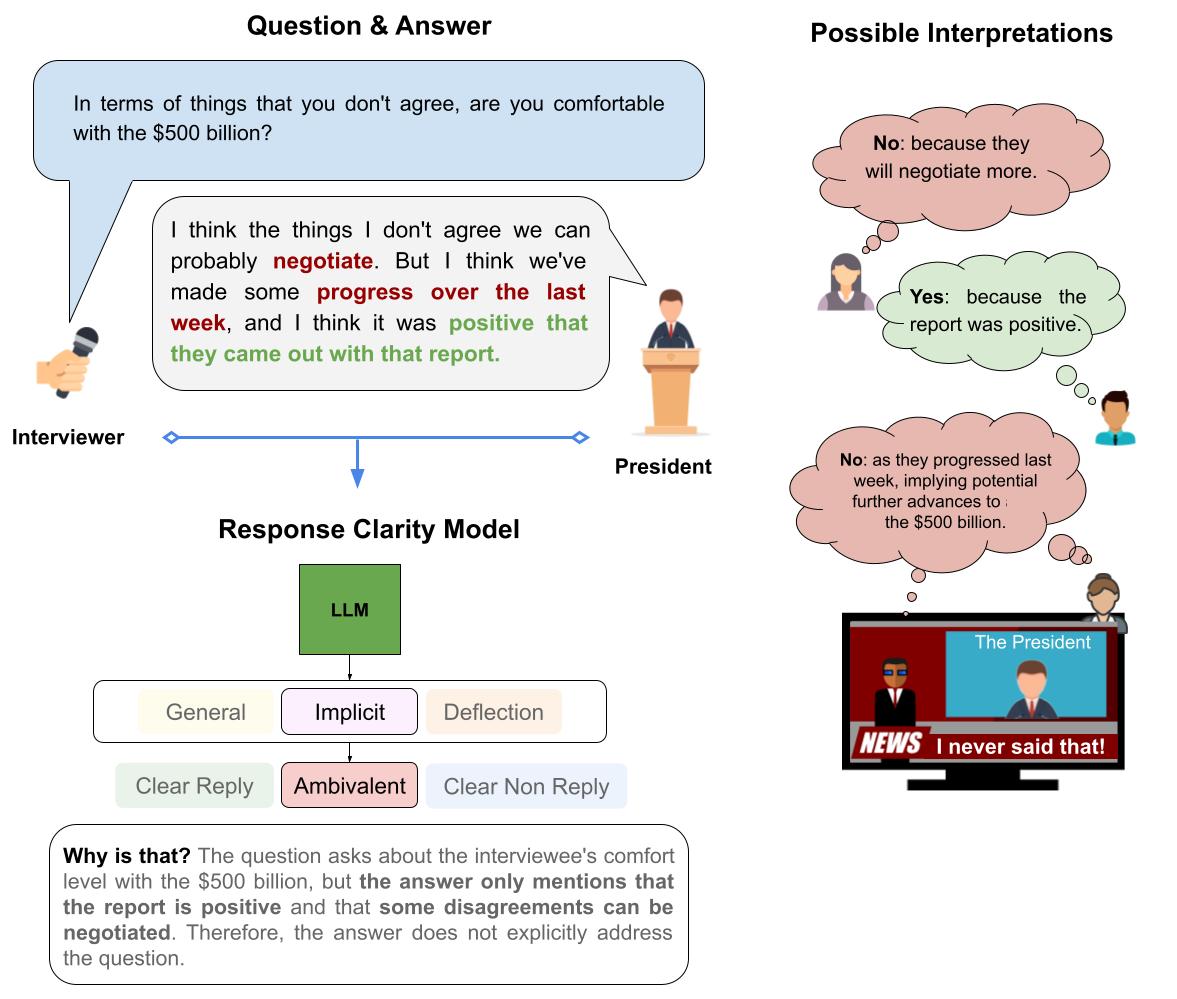 Question & Answer
In terms of things that you don't agree, are you comfortable
with the $500 billion?
I think the things I don't agree we can
probably negotiate. But I think we've
made some progress over the last
week, and I think it was positive that
they came out with that report.
Interviewer
President
Response Clarity Model
LLM
General
Implicit
Deflection
Clear Reply
Ambivalent
Clear Non Reply
Why is that? The question asks about the interviewee's comfort
level with the $500 billion, but the answer only mentions that
the report is positive and that some disagreements can be
negotiated. Therefore, the answer does not explicitly address
the question.
Possible Interpretations
No: because they
will negotiate more.
Yes: because the
report was positive.
No: as they progressed last
week, implying potential
further advances to
the $500 billion.
The President
NEWS
I never said that!